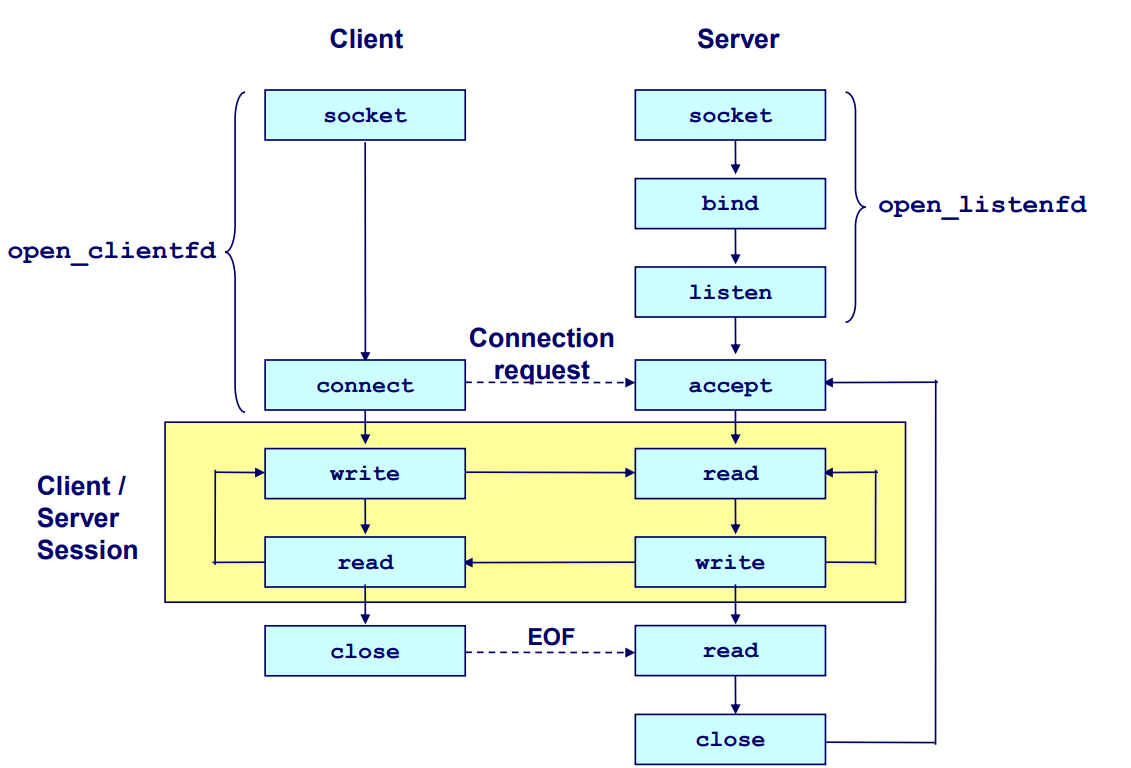 Client
Server
socket
socket
bind
open_listenfd
open_clientfd
listen
Connection
request
connect
accept
Client /
Server
Session
write
read
read
write
EOF
close
read
close